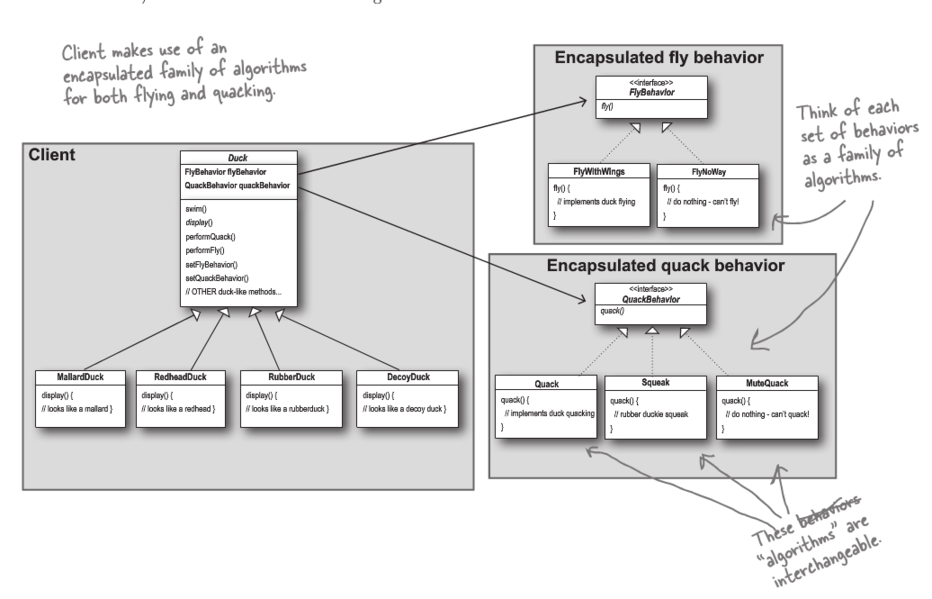 Client makes use of an
encapsulated family of algorithms
for both flying and quacking.
Encapsulated fly behavior
<<interface>>
FlyBehavior
fly()
FlyWithWings
fly() {
// implements duck flying
}
FlyNoWay
fly() {
// do nothing - can't fly!
}
Think of each
set of behaviors
as a family of
algorithms.
Client
Duck
FlyBehavior flyBehavior
QuackBehavior quackBehavior
swim()
display()
performQuack()
performFly()
setFlyBehavior()
setQuackBehavior()
// OTHER duck-like methods...
MallardDuck
display() {
// looks like a mallard }
RedheadDuck
display() {
// looks like a redhead }
RubberDuck
display() {
// looks like a rubberduck }
DecoyDuck
display() {
// looks like a decoy duck }
Encapsulated quack behavior
<<interface>>
QuackBehavior
quack()
Quack
quack() {
// implements duck quacking
}
Squeak
quack() {
// rubber duckie squeak
}
MuteQuack
quack() {
// do nothing - can't quack!
}
These behaviors
"algorithms" are
interchangeable.